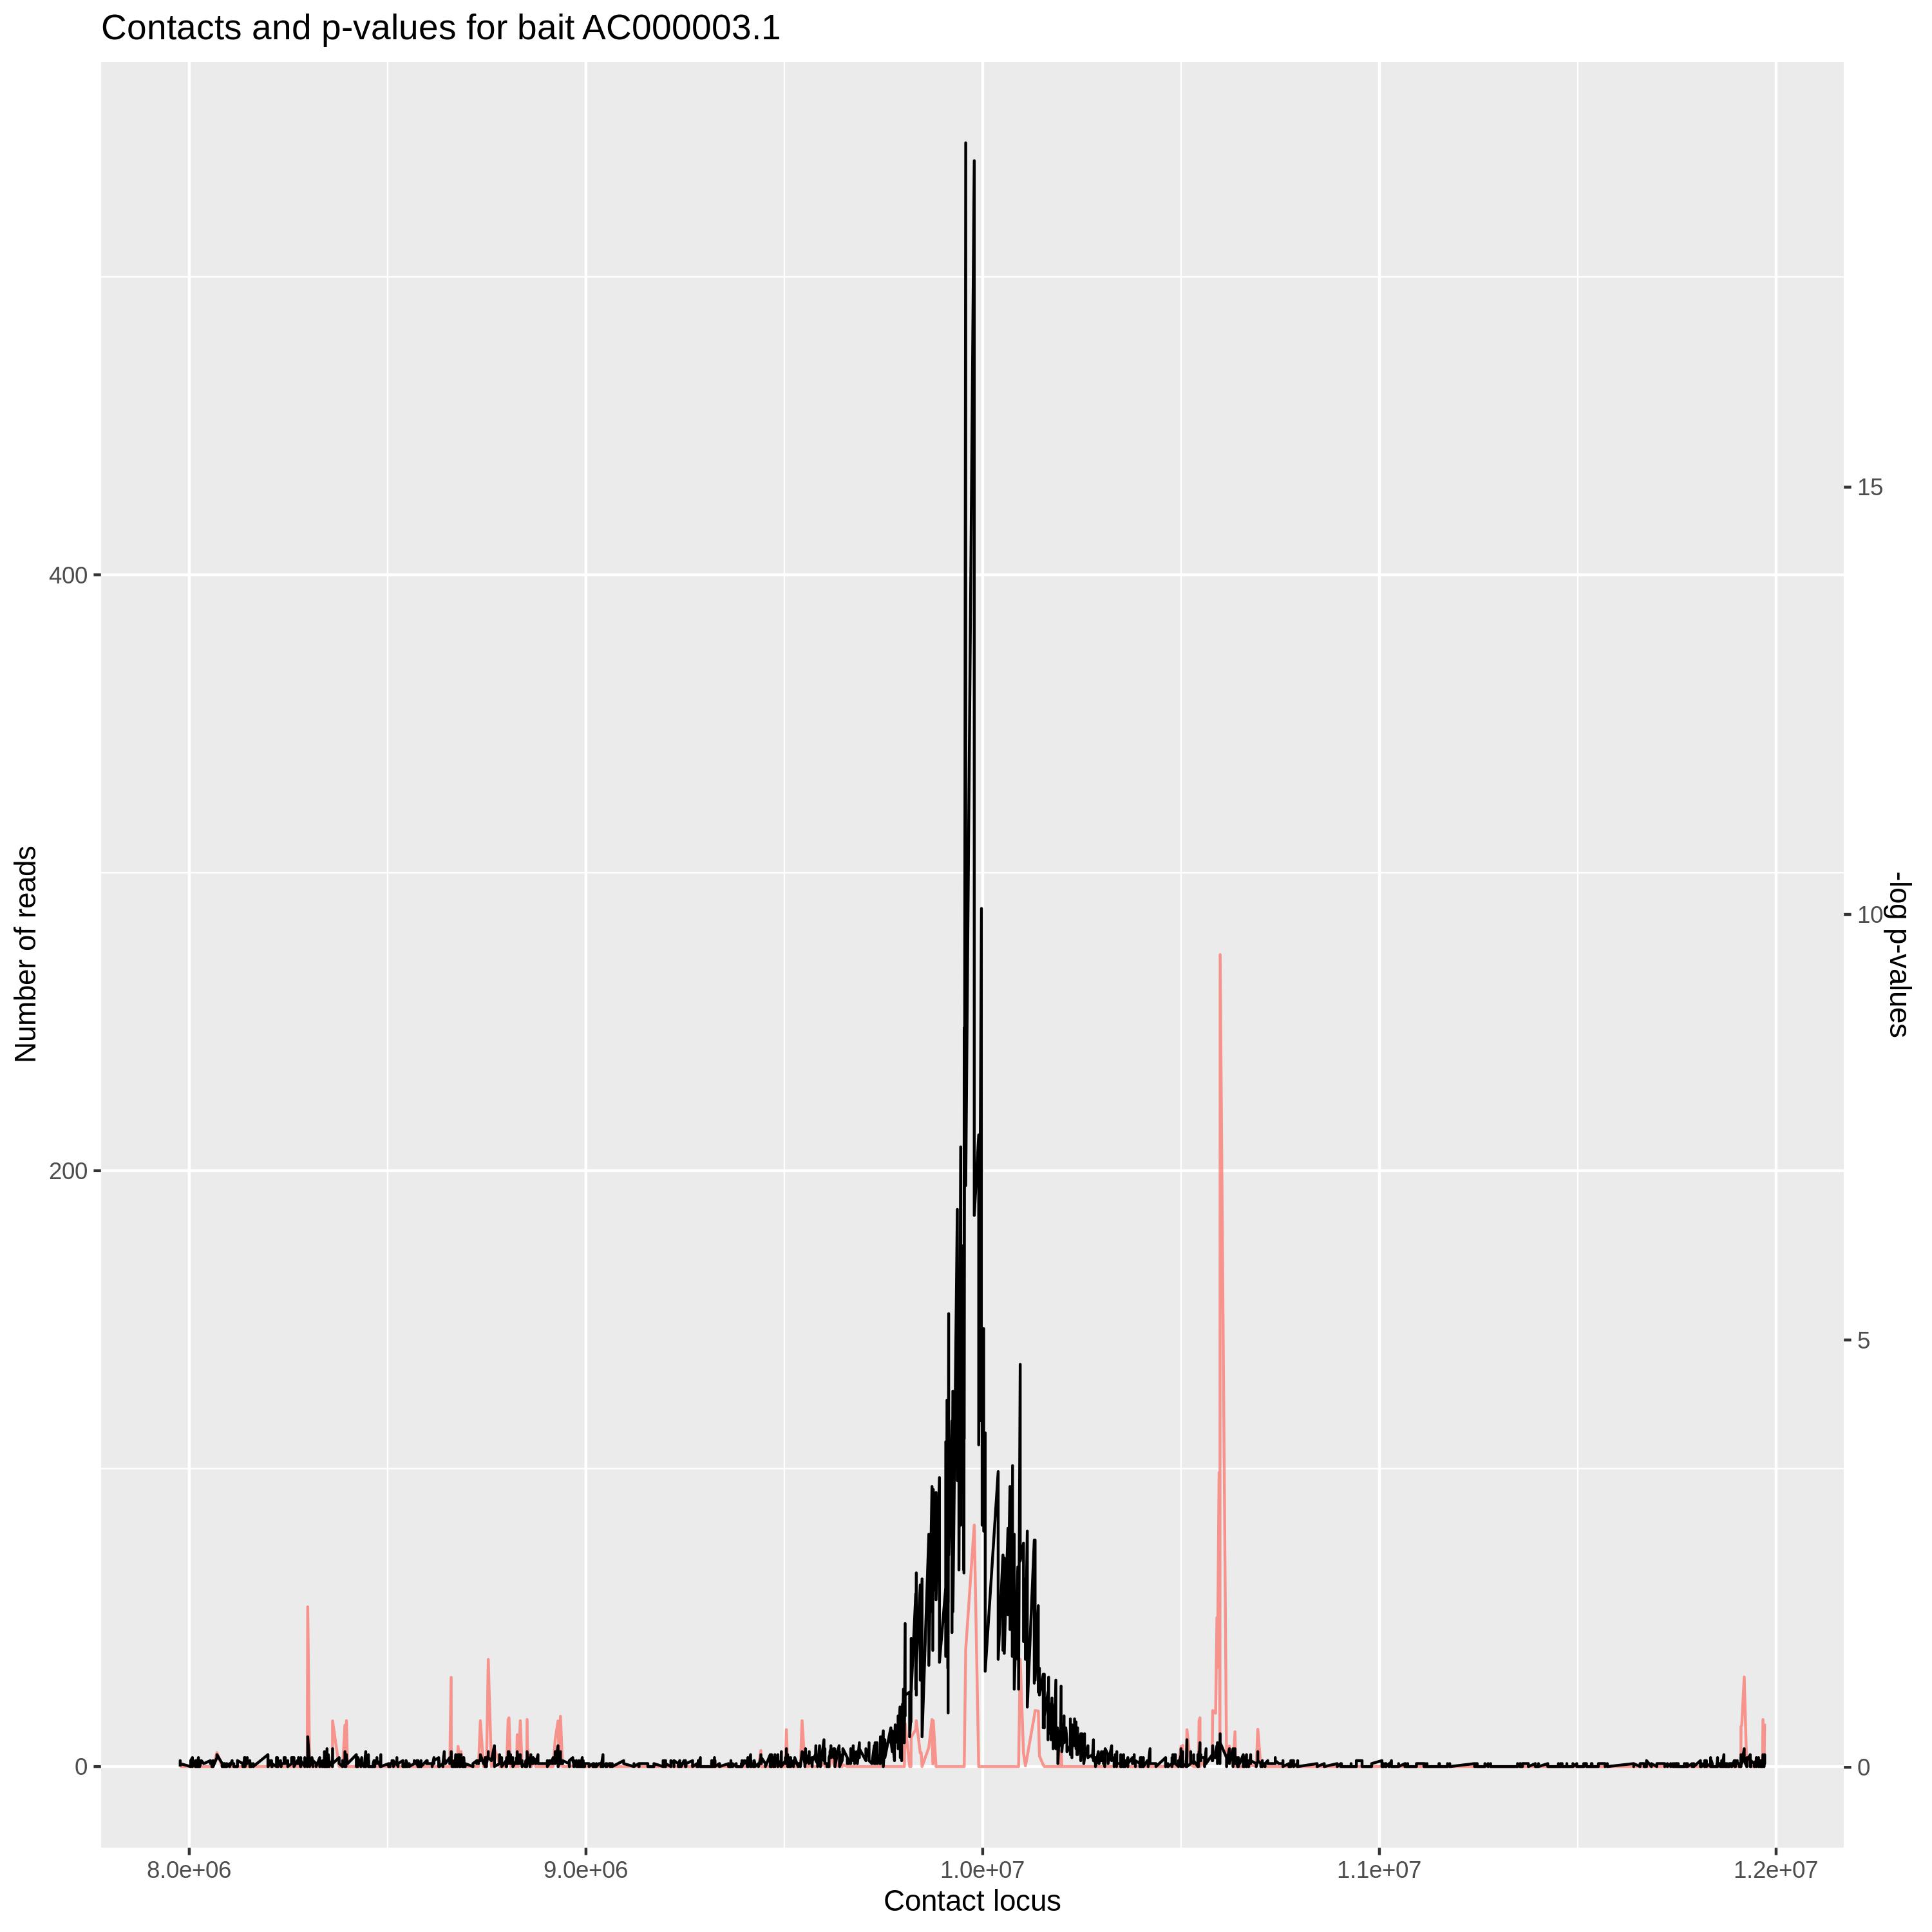 Contacts and p-values for bait AC000003.1
Number of reads
400
200
0
15
10
5
0
-log p-values
8.0e+06 9.0e+06 1.0e+07 1.1e+07 1.2e+07
Contact locus